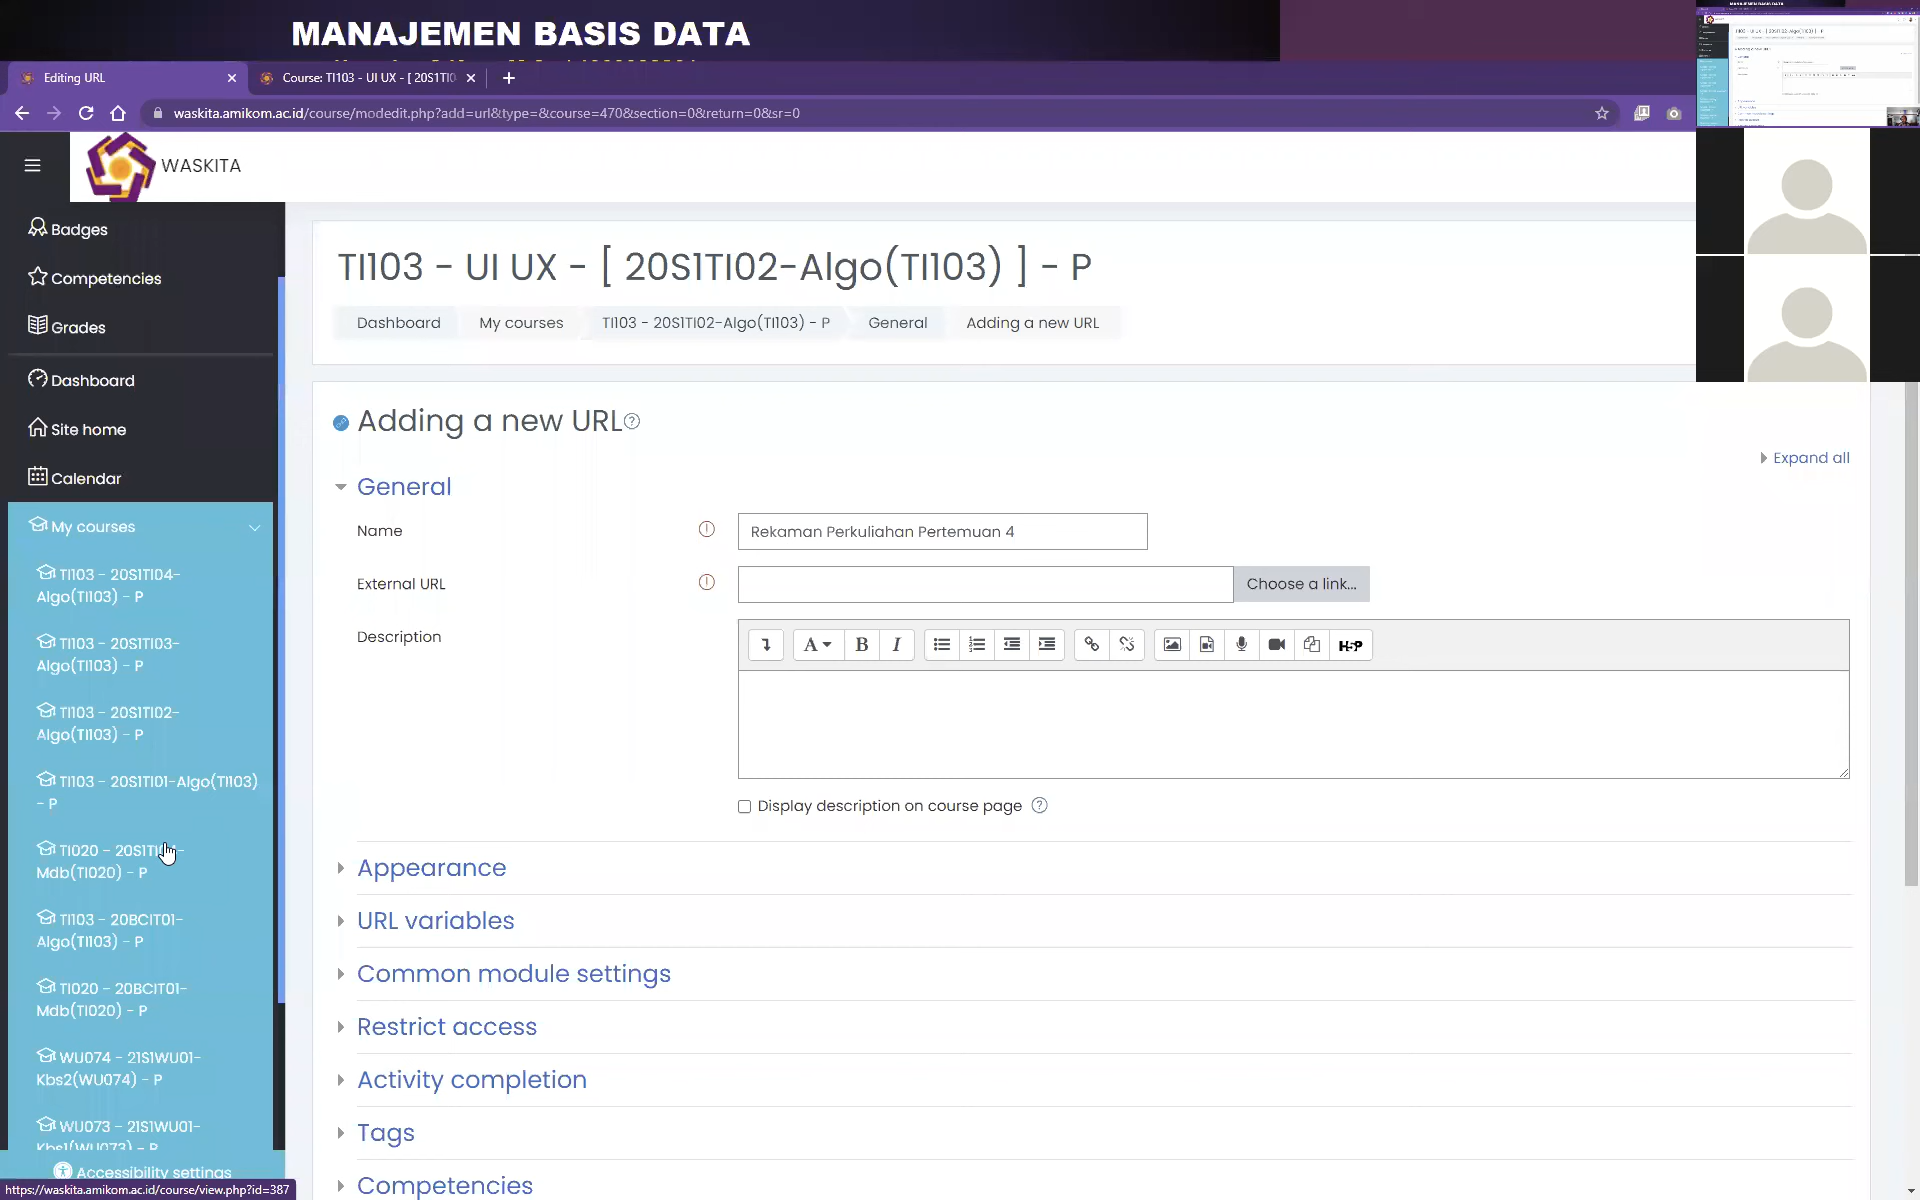 MANAJEMEN BASIS DATA
Editing URL
Course: TI103 - UI UX - [ 20S1TI0
waskita.amikom.ac.id/course/modedit.php?add=url&type=&course=470&section=0&return=0&sr=0
WASKITA
Badges
Competencies
Grades
Dashboard
Site home
Calendar
My courses
TI103 - 20S1TI04-
Algo(TI103) - P
TI103 - 20S1TI03-
Algo(TI103) - P
TI103 - 20S1TI02-
Algo(TI103) - P
TI103 - 20S1TI01-Algo(TI103)
- P
TI020 -
Mdb(TI020) - P
TI103 - 20BCIT01-
Algo(TI103) - P
TI020 - 20BCIT01-
Mdb(TI020) - P
WU074 - 21S1WU01-
Kbs2(WU074) - P
WU073 - 21S1WU01-
Kbs1(WU073) - P
Accessibility settings
https://waskita.amikom.ac.id/course/view.php?id=387
TI103 - UI UX - [ 20S1TI02-Algo(TI103) ] - P
Dashboard My courses TI103 - 20S1TI02-Algo(TI103) - P General Adding a new URL
Adding a new URL
Expand all
General
Name
Rekaman Perkuliahan Pertemuan 4
External URL
Choose a link...
Description
A B I
H5P
Display description on course page
Appearance
URL variables
Common module settings
Restrict access
Activity completion
Tags
Competencies